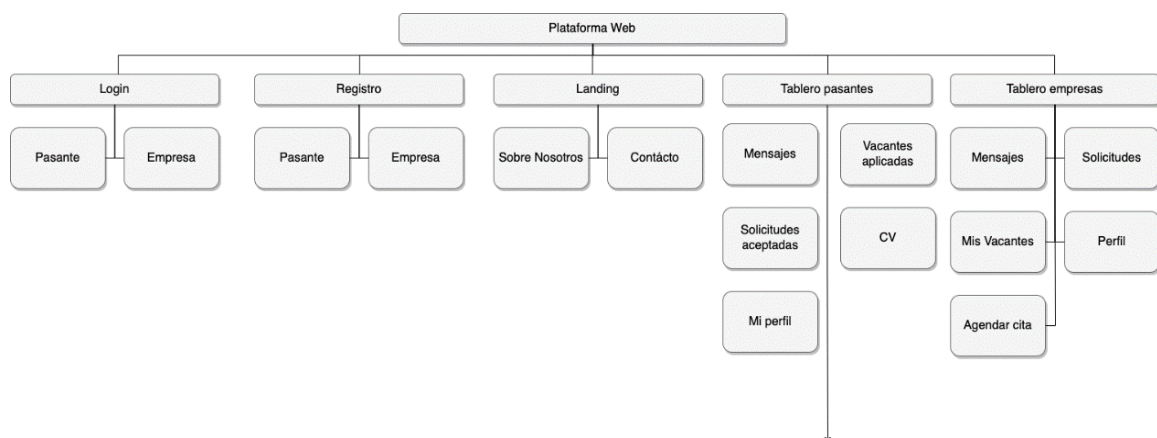 Plataforma Web
Login
Registro
Landing
Tablero pasantes
Tablero empresas
Pasante
Empresa
Pasante
Empresa
Sobre Nosotros
Contácto
Mensajes
Vacantes
aplicadas
Mensajes
Solicitudes
Solicitudes
aceptadas
CV
Mis Vacantes
Perfil
Mi perfil
Agendar cita